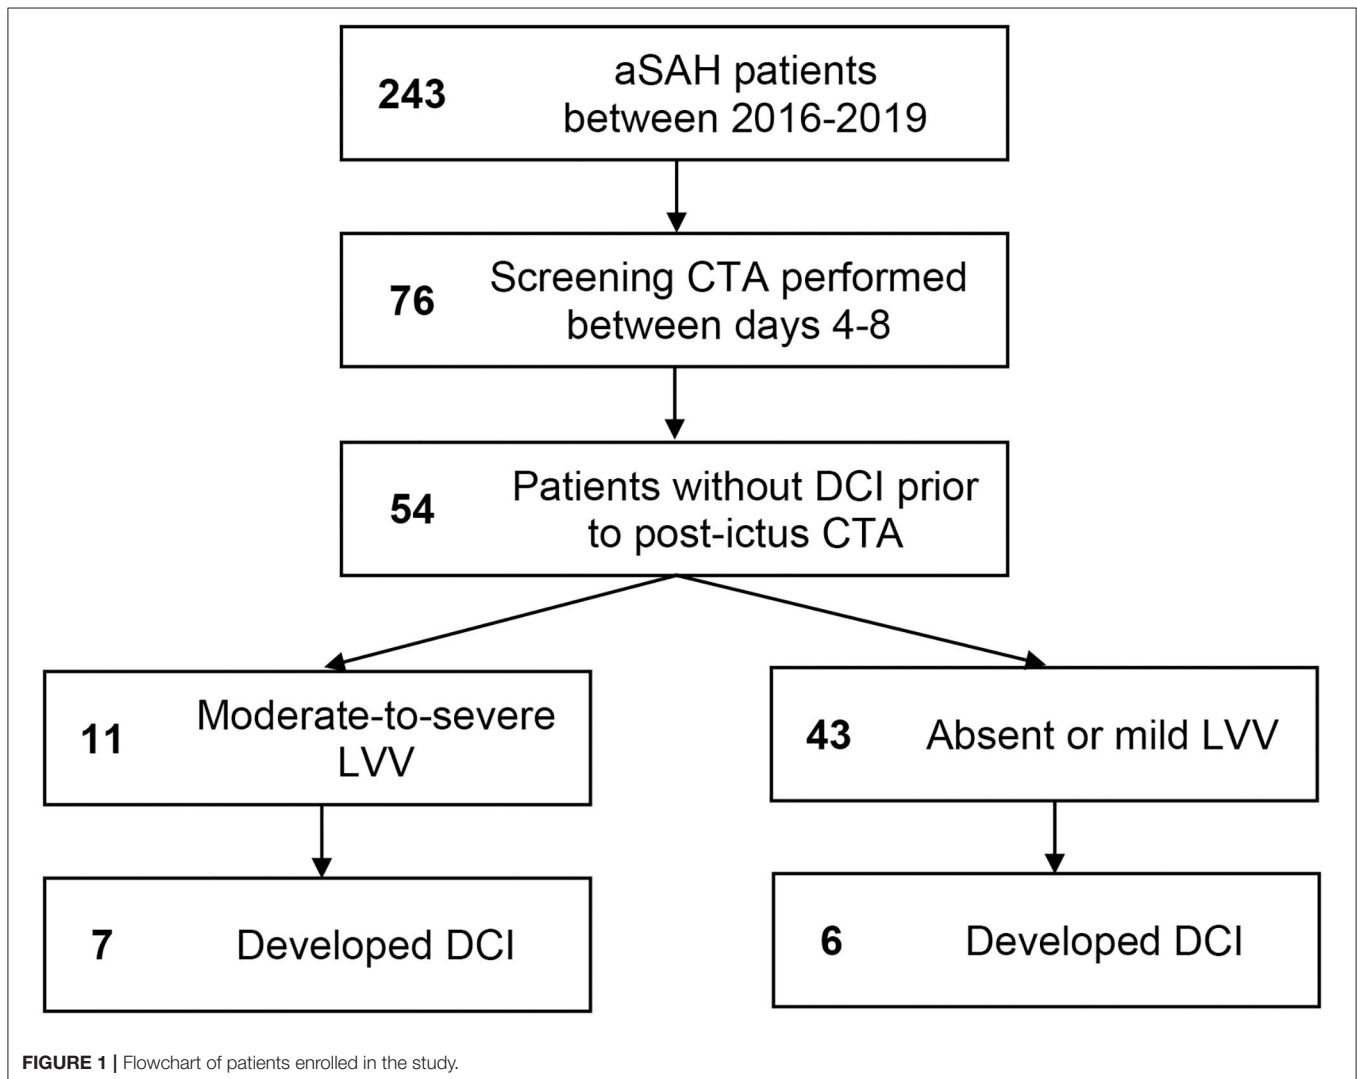 243 aSAH patients
between 2016-2019
76 Screening CTA performed
between days 4-8
54 Patients without DCI prior
to post-ictus CTA
11 Moderate-to-severe
LVV
43 Absent or mild LVV
7 Developed DCI
6 Developed DCI
FIGURE 1 | Flowchart of patients enrolled in the study.